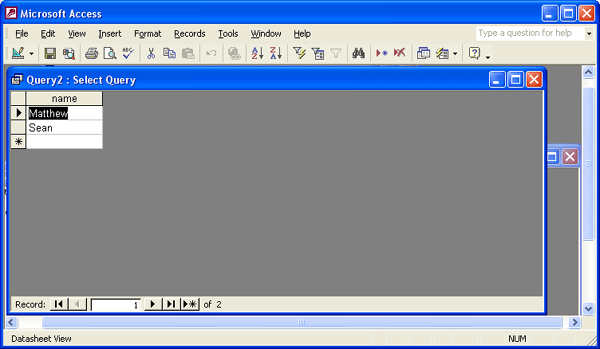 Microsoft Access
File Edit View Insert Format Records Tools Window Help Type a question for help
Query2 : Select Query
name
Matthew
Sean
Record: 1 of 2
Datasheet View NUM